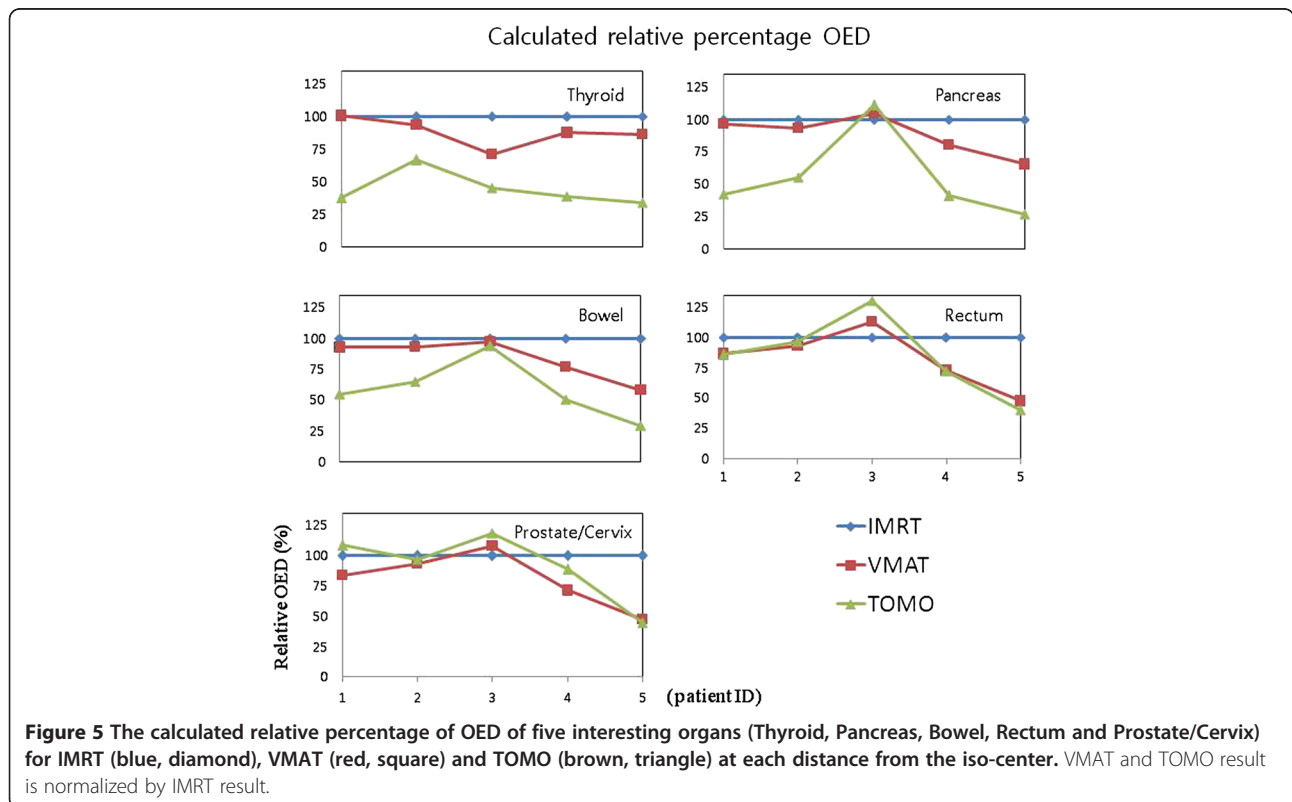 Calculated relative percentage OED
125
100
75
50
25
0
Thyroid
125
100
75
50
25
0
Pancreas
125
100
75
50
25
0
Bowel
125
100
75
50
25
0
Rectum
1 2 3 4 5
Relative OED (%)
125
100
75
50
25
0
Prostate/Cervix
1 2 3 4 5 (patient ID)
IMRT
VMAT
TOMO
Figure 5 The calculated relative percentage of OED of five interesting organs (Thyroid, Pancreas, Bowel, Rectum and Prostate/Cervix)
for IMRT (blue, diamond), VMAT (red, square) and TOMO (brown, triangle) at each distance from the iso-center. VMAT and TOMO result
is normalized by IMRT result.